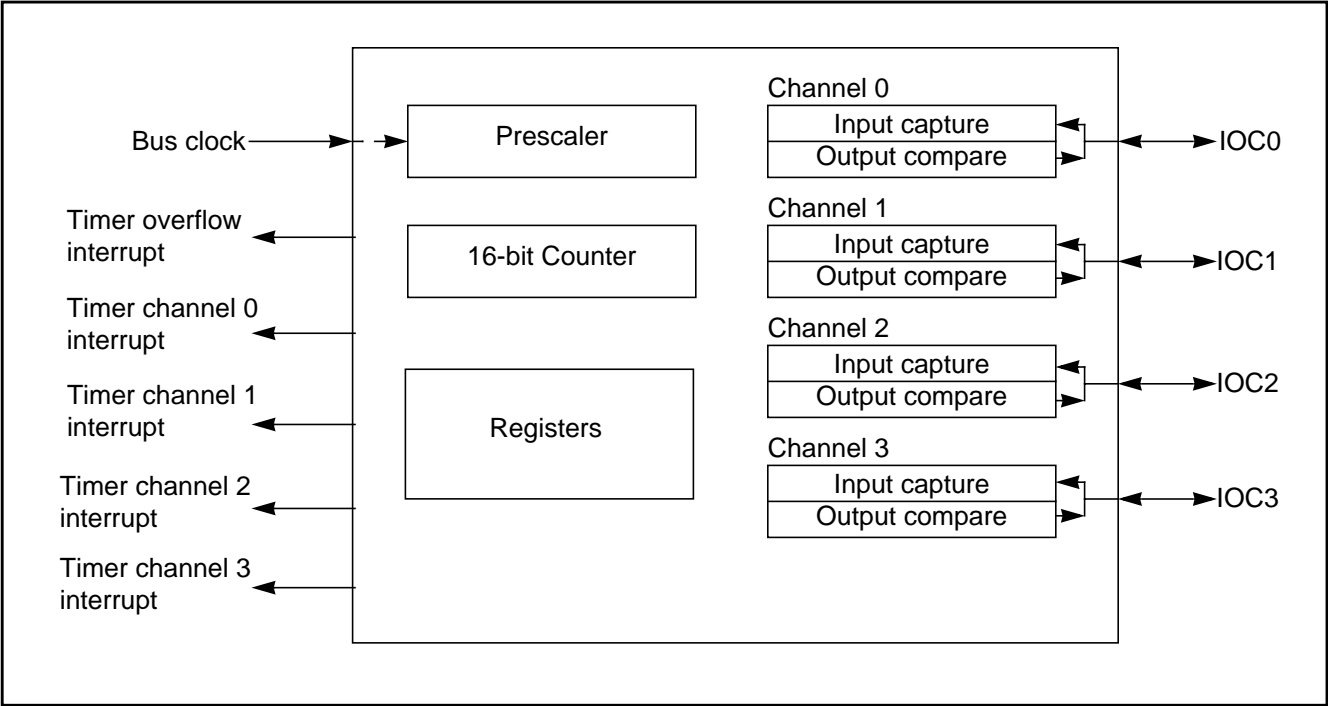 Bus clock
Timer overflow
interrupt
Timer channel 0
interrupt
Timer channel 1
interrupt
Timer channel 2
interrupt
Timer channel 3
interrupt
Prescaler
16-bit Counter
Registers
Channel 0
Input capture
Output compare
IOC0
Channel 1
Input capture
Output compare
IOC1
Channel 2
Input capture
Output compare
IOC2
Channel 3
Input capture
Output compare
IOC3